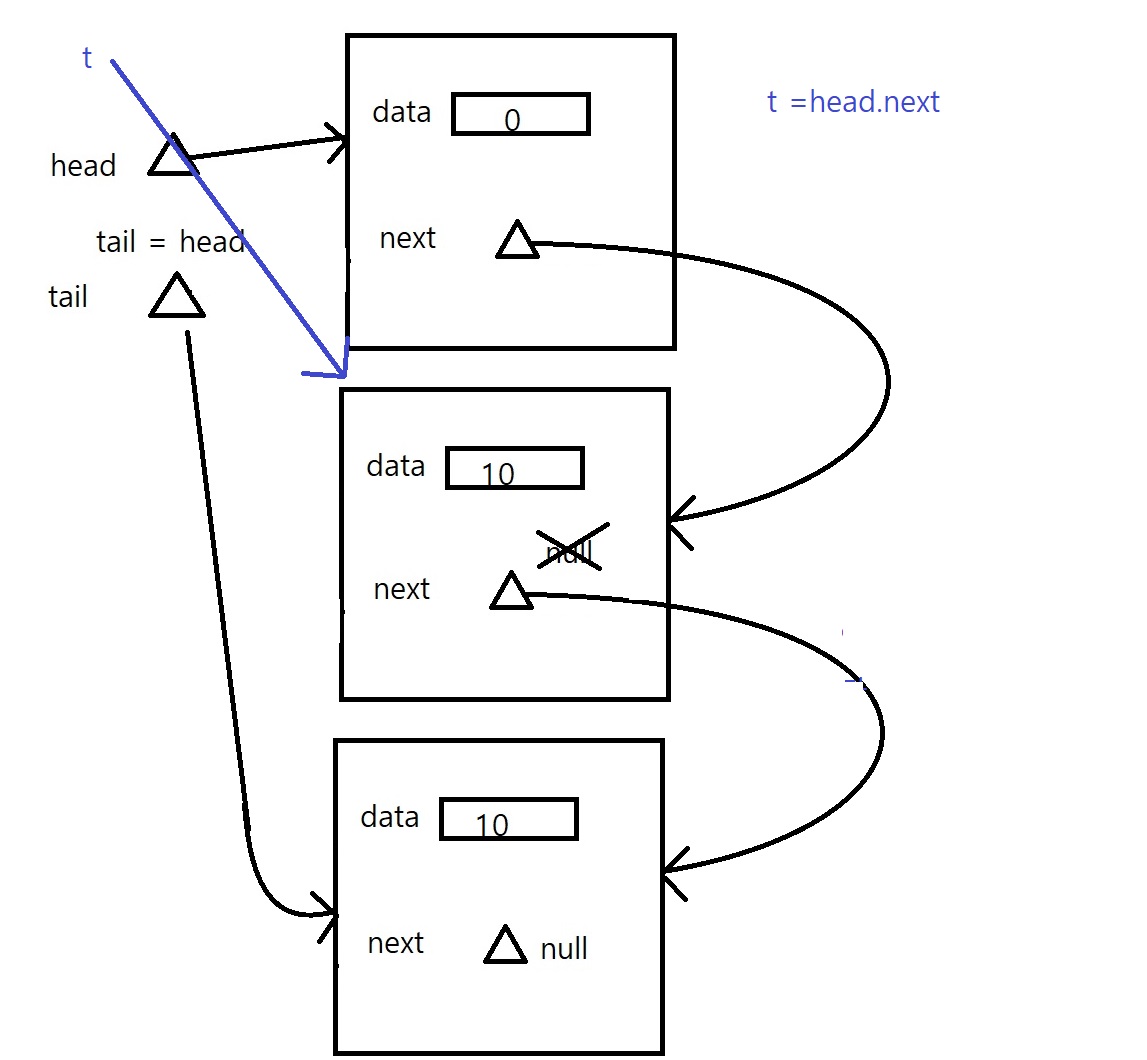 t
t =head.next
data 0
head
next
tail = head
tail
data 10
null
next
data 10
next null